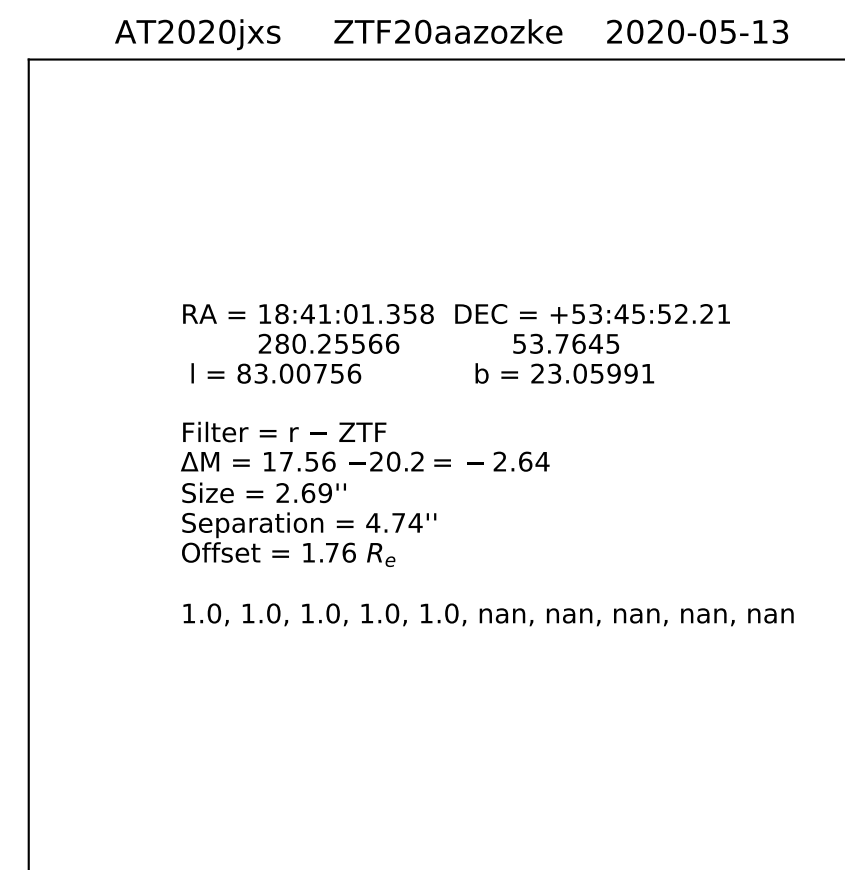 AT2020jxs ZTF20aazozke 2020-05-13
RA = 18:41:01.358 DEC = +53:45:52.21
280.25566 53.7645
l = 83.00756 b = 23.05991
Filter = r − ZTF
ΔM = 17.56 −20.2 = − 2.64
Size = 2.69''
Separation = 4.74''
Offset = 1.76 Rₑ
1.0, 1.0, 1.0, 1.0, 1.0, nan, nan, nan, nan, nan